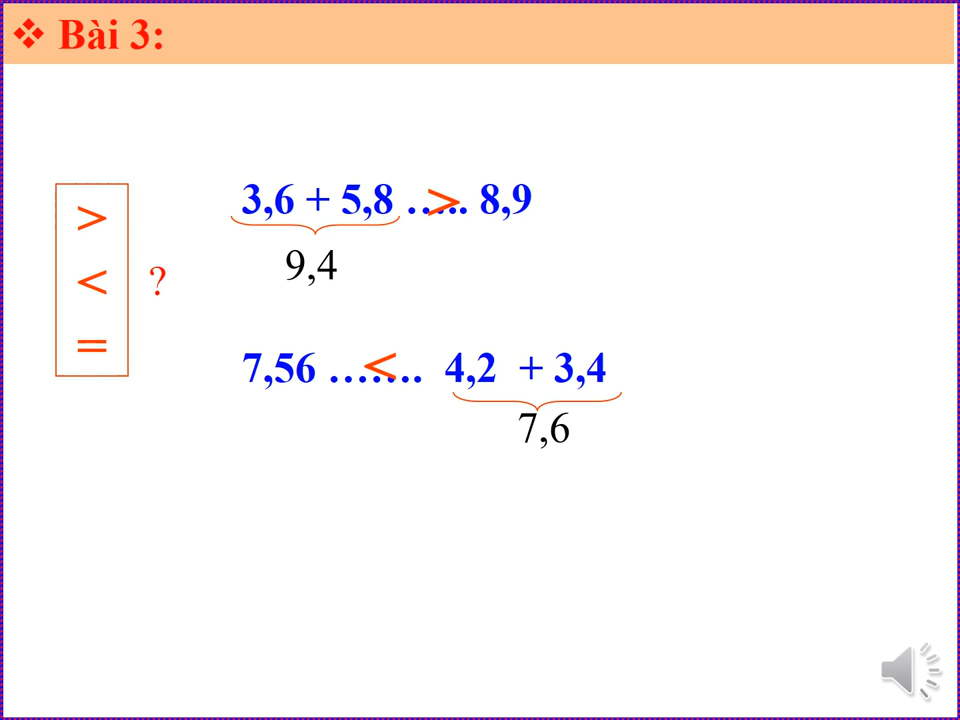 ❖ Bài 3:
3,6 + 5,8 ….. > 8,9
9,4
>
<
=
?
7,56 ……. < 4,2 + 3,4
7,6